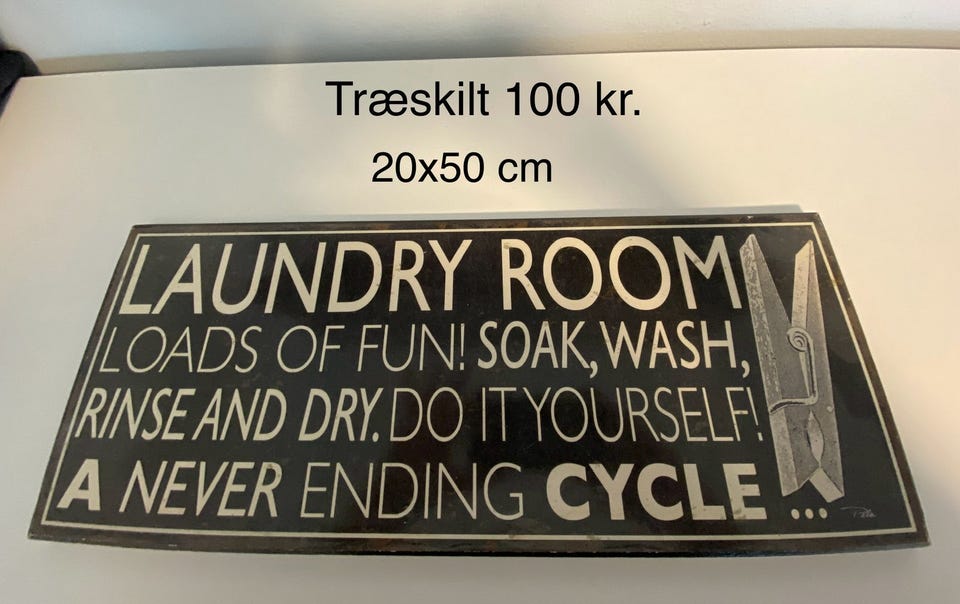 Træskilt 100 kr.
20x50 cm
LAUNDRY ROOM
LOADS OF FUN! SOAK, WASH,
RINSE AND DRY. DO IT YOURSELF!
A NEVER ENDING CYCLE ...